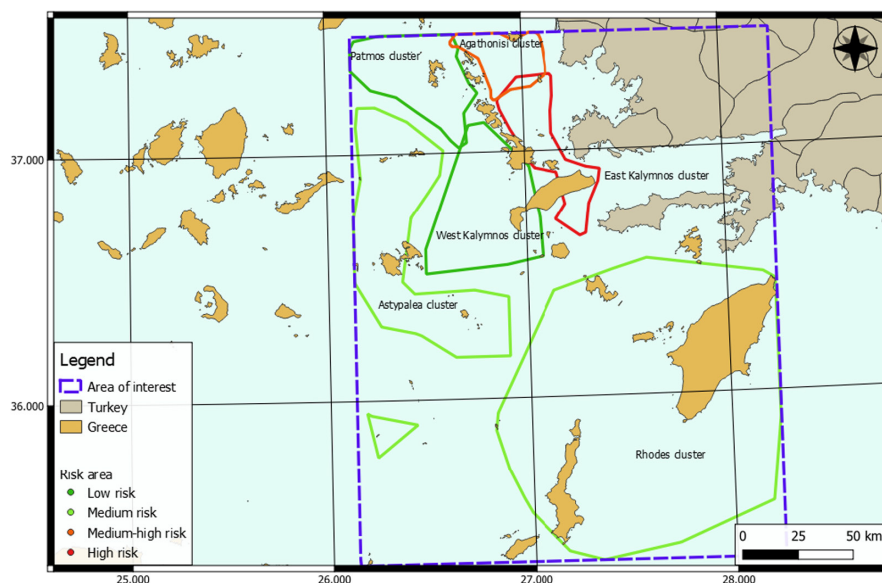 Patmos cluster
Agathonisi cluster
37.000
East Kalymnos cluster
West Kalymnos cluster
Astypalea cluster
36.000
Rhodes cluster
Legend
Area of interest
Turkey
Greece
Risk area
Low risk
Medium risk
Medium-high risk
High risk
0 25 50 km
25.000 26.000 27.000 28.000